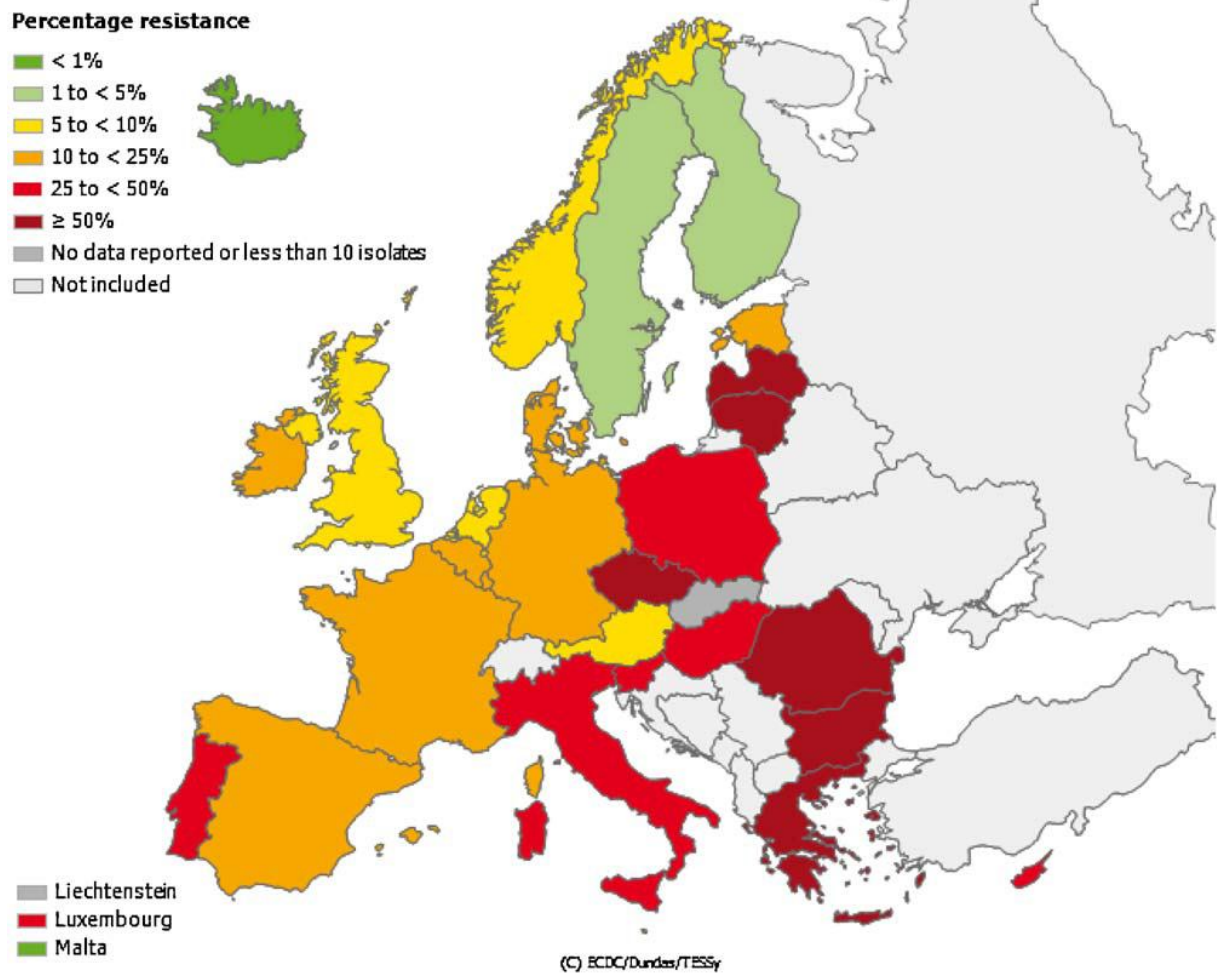 Percentage resistance
< 1%
1 to < 5%
5 to < 10%
10 to < 25%
25 to < 50%
≥ 50%
No data reported or less than 10 isolates
Not included
Liechtenstein
Luxembourg
Malta
(C) ECDC/Dundas/TESSy